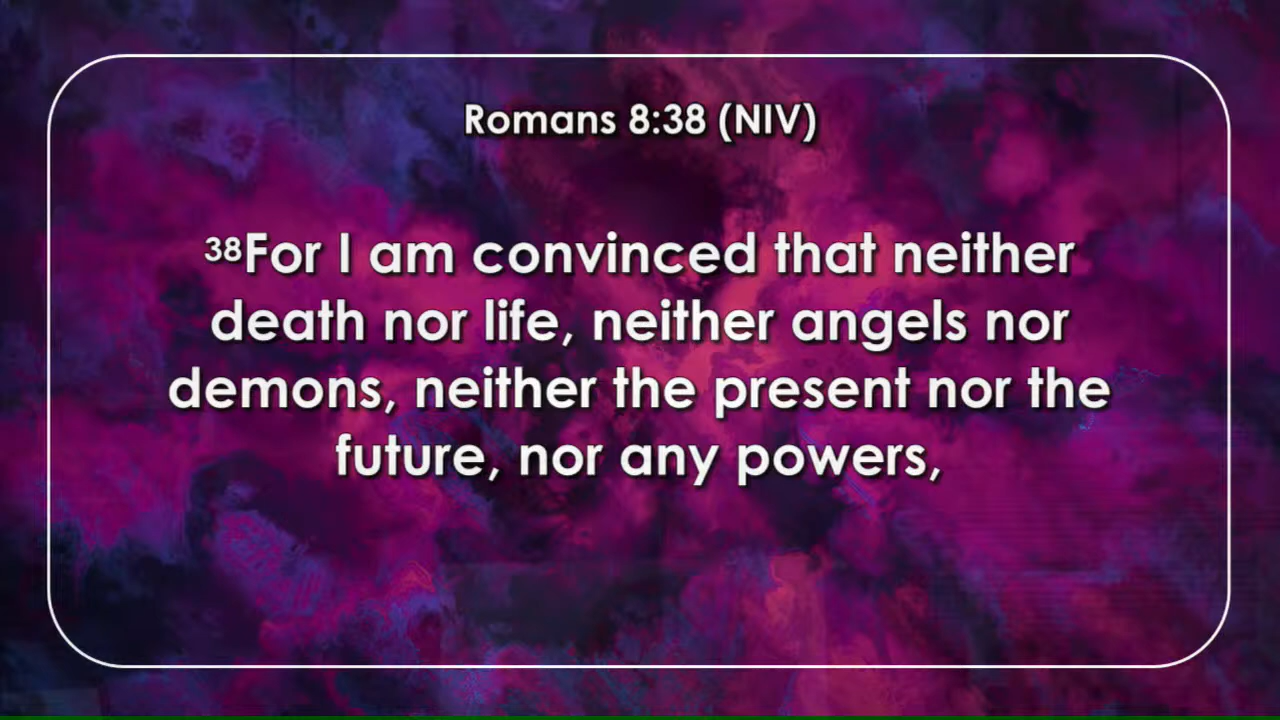 Romans 8:38 (NIV)
³⁸For I am convinced that neither
death nor life, neither angels nor
demons, neither the present nor the
future, nor any powers,